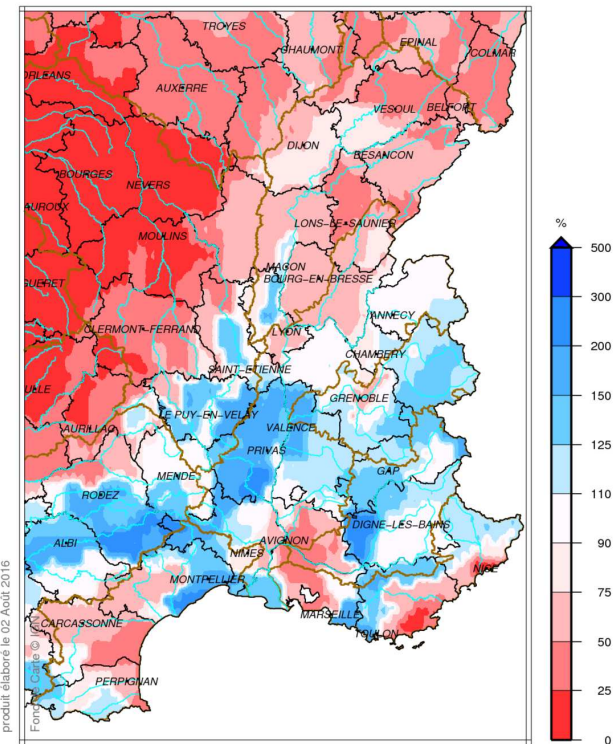 TROYES
EPINAL
CHAUMONT
COLMAR
ORLEANS
AUXERRE
VESOUL
BELFORT
DIJON
BESANCON
BOURGES
NEVERS
AUROUX
LONS-LE-SAUNIER
MOULINS
MACON
GUERET
BOURG-EN-BRESSE
ANNECY
CLERMONT-FERRAND
LYON
CHAMBERY
SAINT-ETIENNE
ULLE
GRENOBLE
LE PUY-EN-VELAY
AURILLAC
VALENCE
PRIVAS
MENDE
GAP
RODEZ
DIGNE-LES-BAINS
ALBI
AVIGNON
NIMES
NICE
MONTPELLIER
MARSEILLE
CARCASSONNE
TOULON
PERPIGNAN
%
500
300
200
150
125
110
90
75
50
25
0
produit élaboré le 02 Août 2016
Fond de Carte © IGN